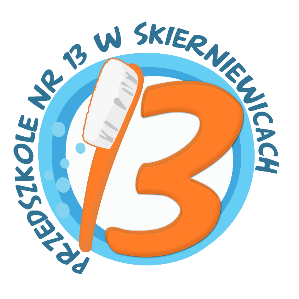 PRZEDSZKOLE NR 13 W SKIERNIEWICACH
13